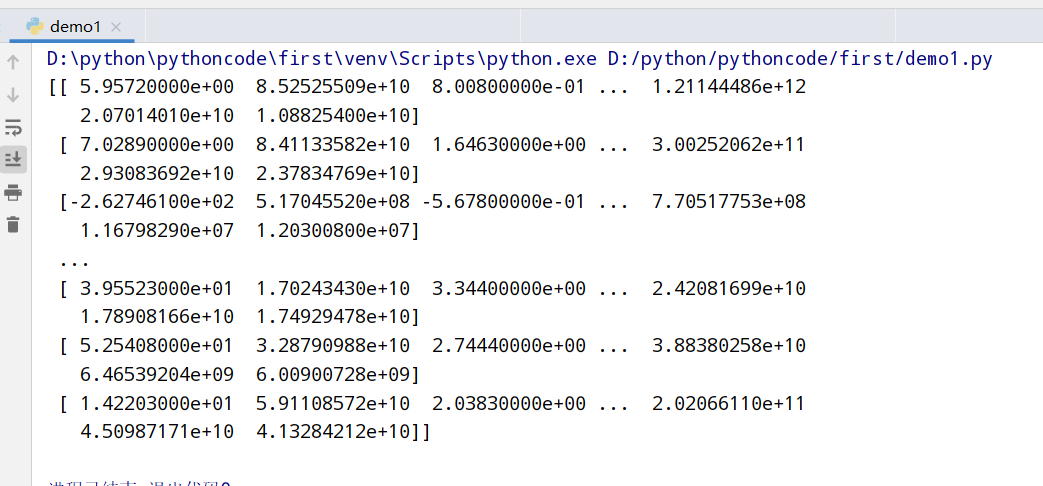 demo1
D:\python\pythoncode\first\venv\Scripts\python.exe D:/python/pythoncode/first/demo1.py
[[ 5.95720000e+00  8.52525509e+10  8.00800000e-01 ...  1.21144486e+12
   2.07014010e+10  1.08825400e+10]
 [ 7.02890000e+00  8.41133582e+10  1.64630000e+00 ...  3.00252062e+11
   2.93083692e+10  2.37834769e+10]
 [-2.62746100e+02  5.17045520e+08 -5.67800000e-01 ...  7.70517753e+08
   1.16798290e+07  1.20300800e+07]
 ...
 [ 3.95523000e+01  1.70243430e+10  3.34400000e+00 ...  2.42081699e+10
   1.78908166e+10  1.74929478e+10]
 [ 5.25408000e+01  3.28790988e+10  2.74440000e+00 ...  3.88380258e+10
   6.46539204e+09  6.00900728e+09]
 [ 1.42203000e+01  5.91108572e+10  2.03830000e+00 ...  2.02066110e+11
   4.50987171e+10  4.13284212e+10]]